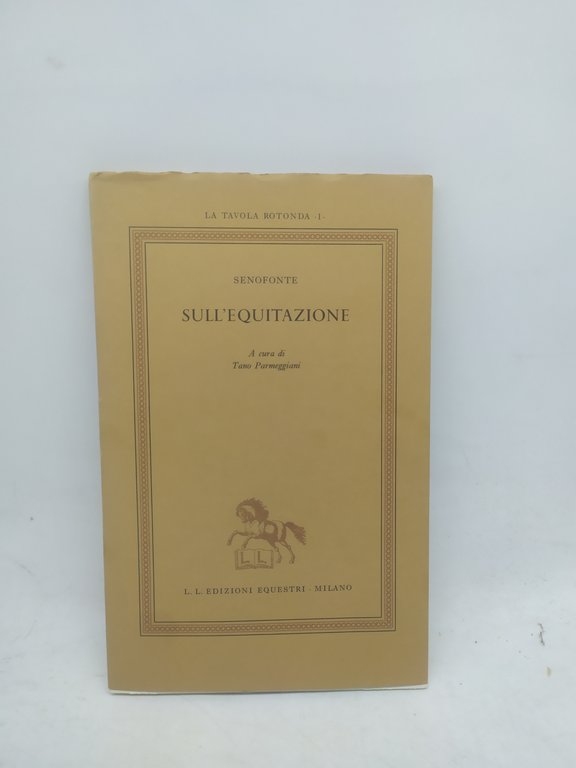 LA TAVOLA ROTONDA -1-
SENOFONTE
SULL'EQUITAZIONE
A cura di
Tano Parmeggiani
L L
L. L. EDIZIONI EQUESTRI - MILANO